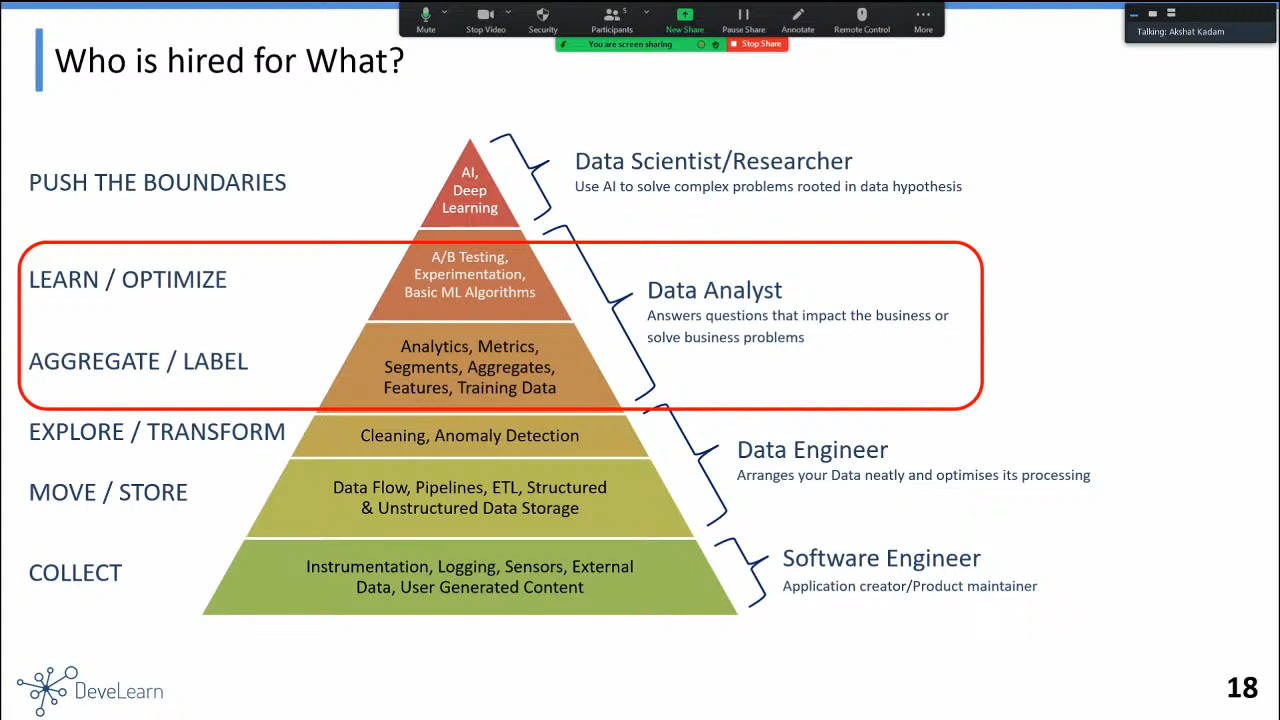 Mute
Stop Video
Security
5
Participants
New Share
Pause Share
Annotate
Remote Control
More
You are screen sharing
Stop Share
Talking: Akshat Kadam
Who is hired for What?
PUSH THE BOUNDARIES
AI,
Deep
Learning
Data Scientist/Researcher
Use AI to solve complex problems rooted in data hypothesis
LEARN / OPTIMIZE
A/B Testing,
Experimentation,
Basic ML Algorithms
Data Analyst
Answers questions that impact the business or
solve business problems
AGGREGATE / LABEL
Analytics, Metrics,
Segments, Aggregates,
Features, Training Data
EXPLORE / TRANSFORM
Cleaning, Anomaly Detection
Data Engineer
Arranges your Data neatly and optimises its processing
MOVE / STORE
Data Flow, Pipelines, ETL, Structured
& Unstructured Data Storage
COLLECT
Instrumentation, Logging, Sensors, External
Data, User Generated Content
Software Engineer
Application creator/Product maintainer
DeveLearn
18